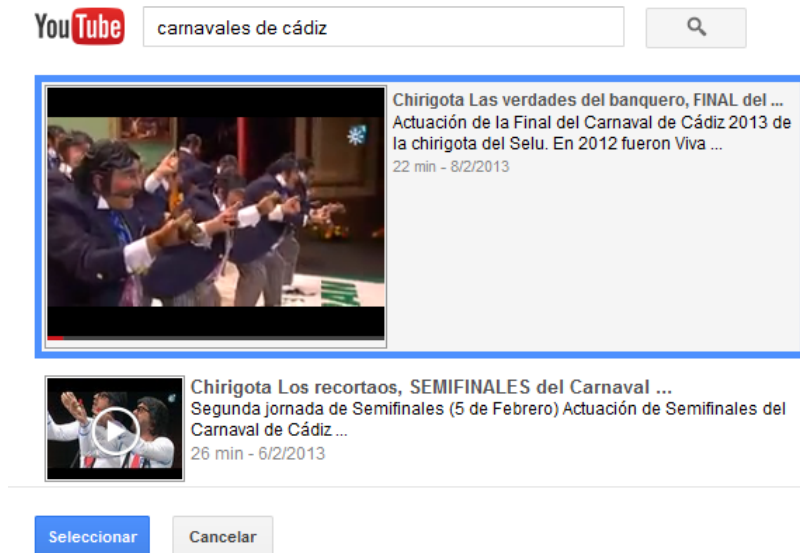 YouTube
carnavales de cádiz
Chirigota Las verdades del banquero, FINAL del ...
Actuación de la Final del Carnaval de Cádiz 2013 de
la chirigota del Selu. En 2012 fueron Viva ...
22 min - 8/2/2013
Chirigota Los recortaos, SEMIFINALES del Carnaval ...
Segunda jornada de Semifinales (5 de Febrero) Actuación de Semifinales del
Carnaval de Cádiz ...
26 min - 6/2/2013
Seleccionar
Cancelar